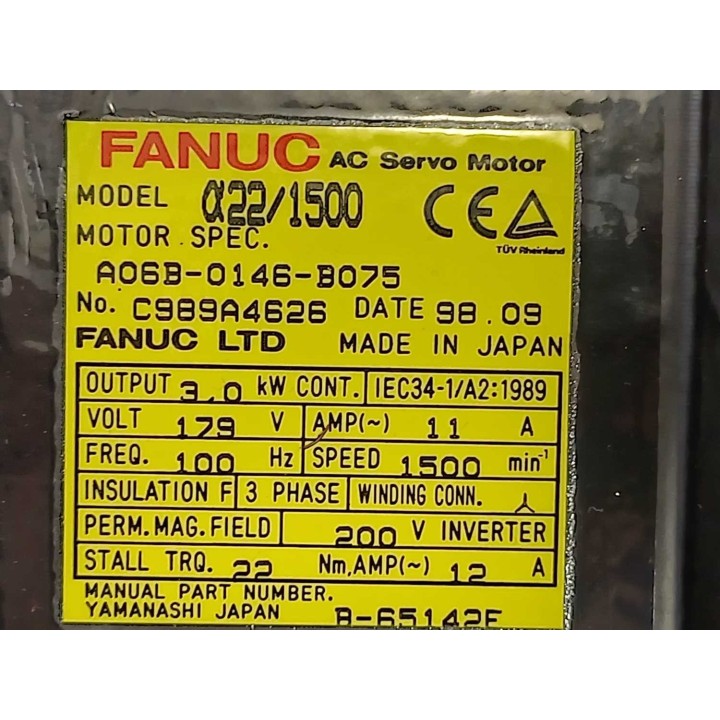 FANUC AC Servo Motor
MODEL α22/1500
CE
TÜV Rheinland
MOTOR SPEC.
A06B-0146-B075
No. C989A4626 DATE 98.09
FANUC LTD MADE IN JAPAN
OUTPUT 3.0 kW CONT. IEC34-1/A2:1989
VOLT 179 V AMP(~) 11 A
FREQ. 100 Hz SPEED 1500 min⁻¹
INSULATION F 3 PHASE WINDING CONN. ⅄
PERM.MAG.FIELD 200 V INVERTER
STALL TRQ. 22 Nm,AMP(~) 12 A
MANUAL PART NUMBER.
YAMANASHI JAPAN B-65142E